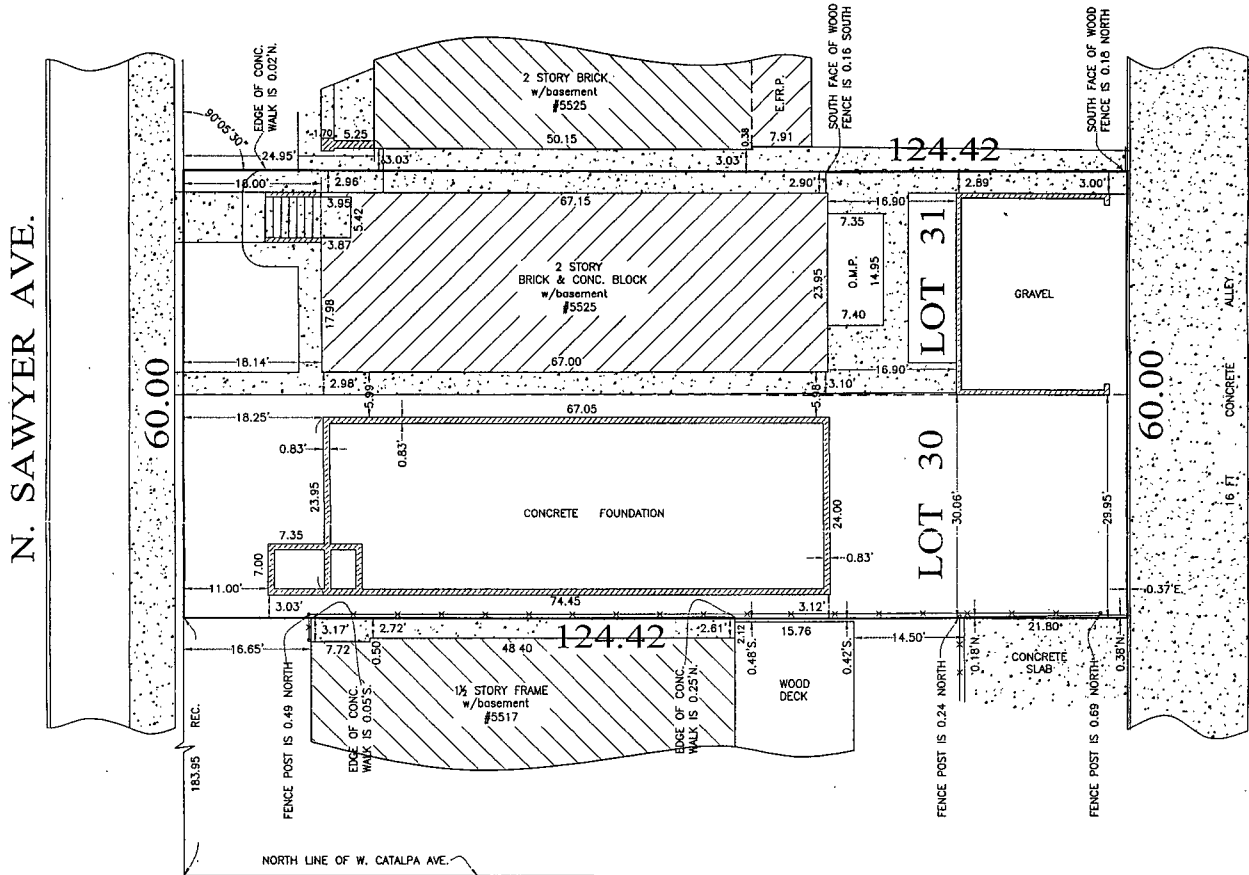 N. SAWYER AVE.
60.00
EDGE OF CONC.
WALK IS 0.02'N.
90°05'30"
24.95'
18.00'
1.70
5.25
2 STORY BRICK
w/basement
#5525
50.15
0.38
E.FR.P.
7.91
SOUTH FACE OF WOOD
FENCE IS 0.16 SOUTH
SOUTH FACE OF WOOD
FENCE IS 0.18 NORTH
3.03'
3.03'
124.42
2.96'
2.90'
2.89'
3.00'
3.95
5.42
3.87
67.15
16.90'
7.35
2 STORY
BRICK & CONC. BLOCK
w/basement
#5525
17.98
23.95
O.M.P.
14.95
7.40
LOT 31
GRAVEL
18.14'
67.00
16.90'
2.98'
3.10'
5.99'
5.98'
18.25'
67.05
0.83'
0.83'
23.95
CONCRETE FOUNDATION
24.00
0.83'
LOT 30
30.06'
29.95'
60.00
16 FT CONCRETE ALLEY
7.35
7.00
11.00'
3.03'
74.45
3.12'
0.37'E.
3.17'
2.72'
124.42
2.61'
2.12
15.76
14.50'
21.80"
16.65'
7.72
0.50'
48.40
0.48'S.
0.42'S.
0.18'N
0.38'N
1½ STORY FRAME
w/basement
#5517
WOOD
DECK
CONCRETE
SLAB
FENCE POST IS 0.49 NORTH
EDGE OF CONC.
WALK IS 0.05'S.
EDGE OF CONC.
WALK IS 0.25'N.
FENCE POST IS 0.24 NORTH
FENCE POST IS 0.69 NORTH
183.95 REC.
NORTH LINE OF W. CATALPA AVE.